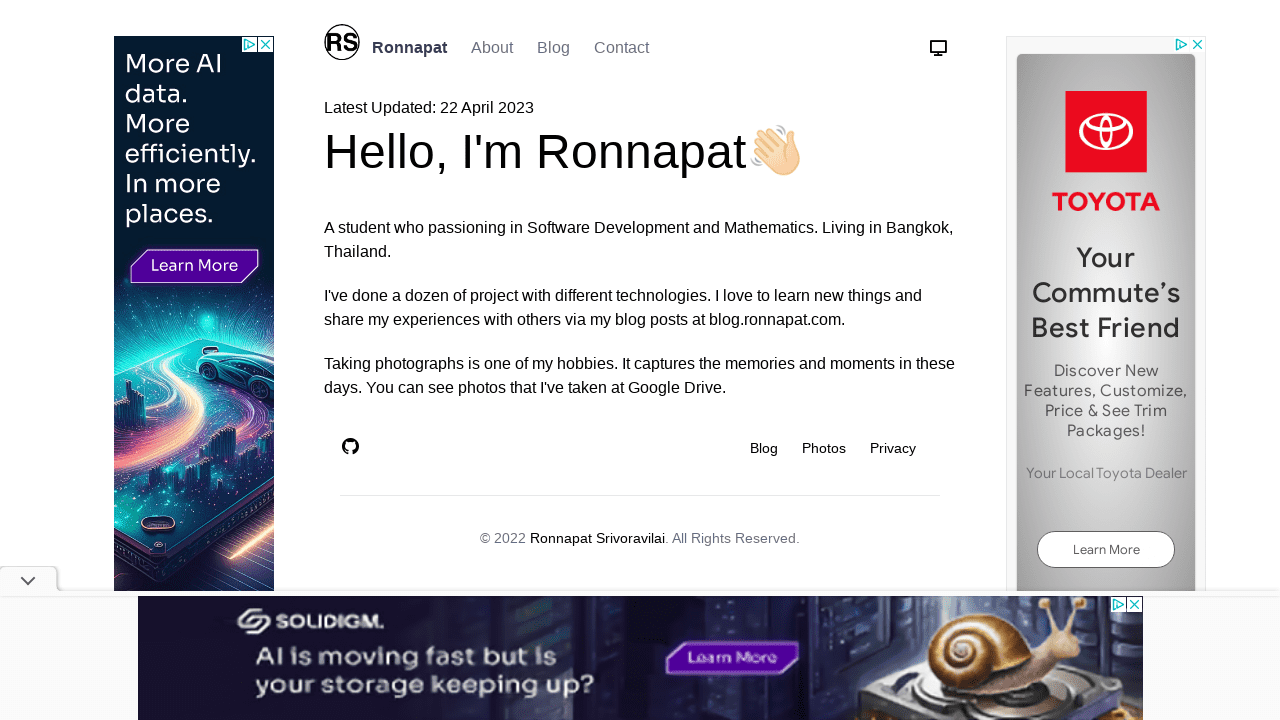 RS
Ronnapat About Blog Contact
Latest Updated: 22 April 2023
Hello, I'm Ronnapat👋🏻
A student who passioning in Software Development and Mathematics. Living in Bangkok,
Thailand.
I've done a dozen of project with different technologies. I love to learn new things and
share my experiences with others via my blog posts at blog.ronnapat.com.
Taking photographs is one of my hobbies. It captures the memories and moments in these
days. You can see photos that I've taken at Google Drive.
Blog Photos Privacy
© 2022 Ronnapat Srivoravilai. All Rights Reserved.
More AI
data.
More
efficiently.
In more
places.
Learn More
TOYOTA
Your
Commute’s
Best Friend
Discover New
Features, Customize,
Price & See Trim
Packages!
Your Local Toyota Dealer
Learn More
SOLIDIGM.
AI is moving fast but is
your storage keeping up?
Learn More